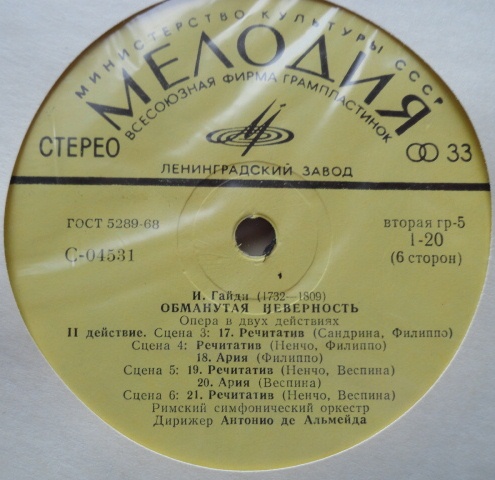 МИНИСТЕРСТВО КУЛЬТУРЫ СССР
МЕЛОДИЯ
ВСЕСОЮЗНАЯ ФИРМА ГРАМПЛАСТИНОК
СТЕРЕО
33
ЛЕНИНГРАДСКИЙ ЗАВОД
ГОСТ 5289-68
вторая гр-5
С-04531
1-20
(6 сторон)
И. Гайдн (1732—1809)
ОБМАНУТАЯ НЕВЕРНОСТЬ
Опера в двух действиях
II действие. Сцена 3: 17. Речитатив (Сандрина, Филиппо)
Сцена 4: Речитатив (Ненчо, Филиппо)
18. Ария (Филиппо)
Сцена 5: 19. Речитатив (Ненчо, Веспина)
20. Ария (Веспина)
Сцена 6: 21. Речитатив (Ненчо, Веспина)
Римский симфонический оркестр
Дирижер Антонио де Альмейда